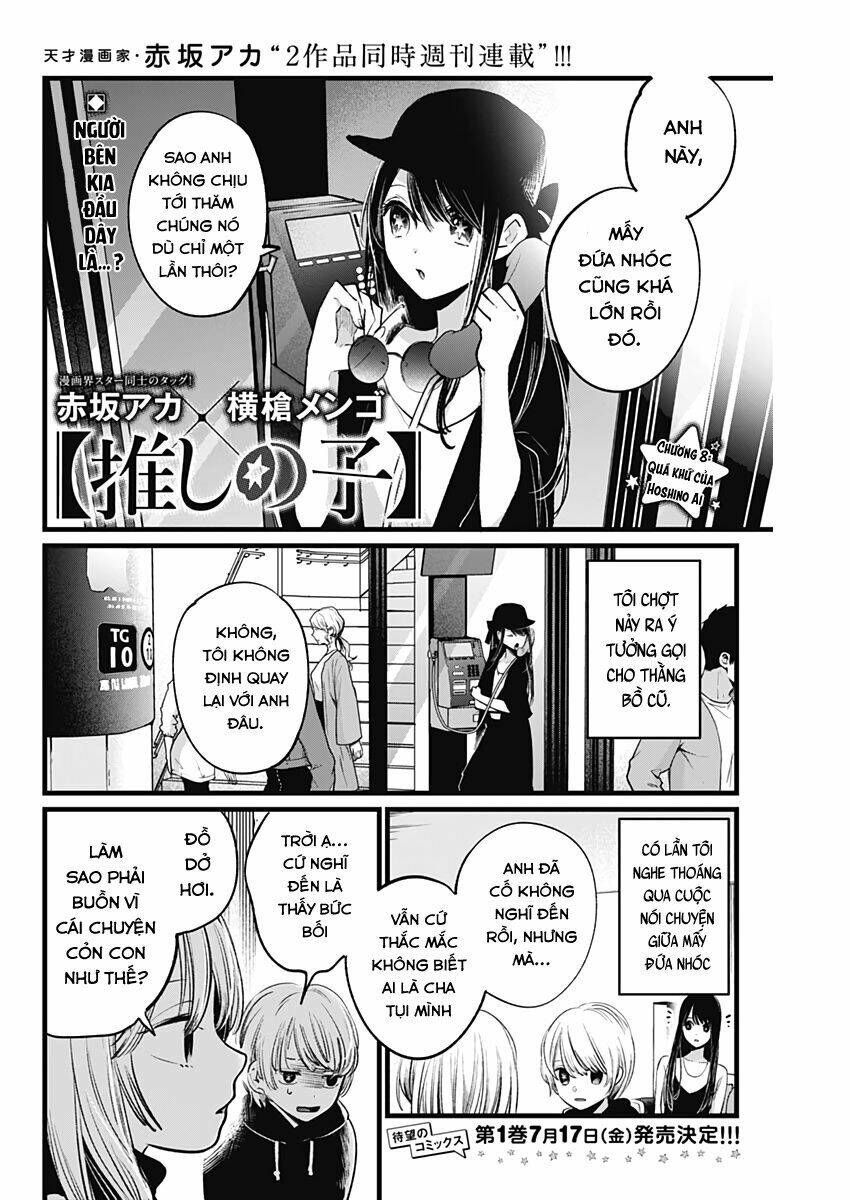 天才漫画家・赤坂アカ“2作品同時週刊連載”!!!
ANH
NÀY,
MẤY
ĐỨA NHÓC
CŨNG KHÁ
LỚN RỒI
ĐÓ.
SAO ANH
KHÔNG CHỊU
TỚI THĂM
CHÚNG NÓ
DÙ CHỈ MỘT
LẦN THÔI?
NGƯỜI
BÊN
KIA
ĐẦU
DÂY
LÀ...?
漫画界スター同士のタッグ!
赤坂アカ×横槍メンゴ
【推しの子】
CHƯƠNG 8:
QUÁ KHỨ CỦA
HOSHINO AI
TÔI CHỢT
NẢY RA Ý
TƯỞNG GỌI
CHO THẰNG
BỒ CŨ.
KHÔNG,
TÔI KHÔNG
ĐỊNH QUAY
LẠI VỚI ANH
ĐÂU.
TG
10
CÓ LẦN TÔI
NGHE THOÁNG
QUA CUỘC
NÓI CHUYỆN
GIỮA MẤY
ĐỨA NHÓC
ANH ĐÃ
CỐ KHÔNG
NGHĨ ĐẾN
RỒI, NHƯNG
MÀ...
VẪN CỨ
THẮC MẮC
KHÔNG BIẾT
AI LÀ CHA
TỤI MÌNH
TRỜI Ạ...
CỨ NGHĨ
ĐẾN LÀ
THẤY BỨC
BỐI
ĐỒ
DỞ
HƠI.
LÀM
SAO PHẢI
BUỒN VÌ
CÁI CHUYỆN
CỎN CON
NHƯ THẾ?
待望のコミックス
第1巻7月17日(金)発売決定!!!